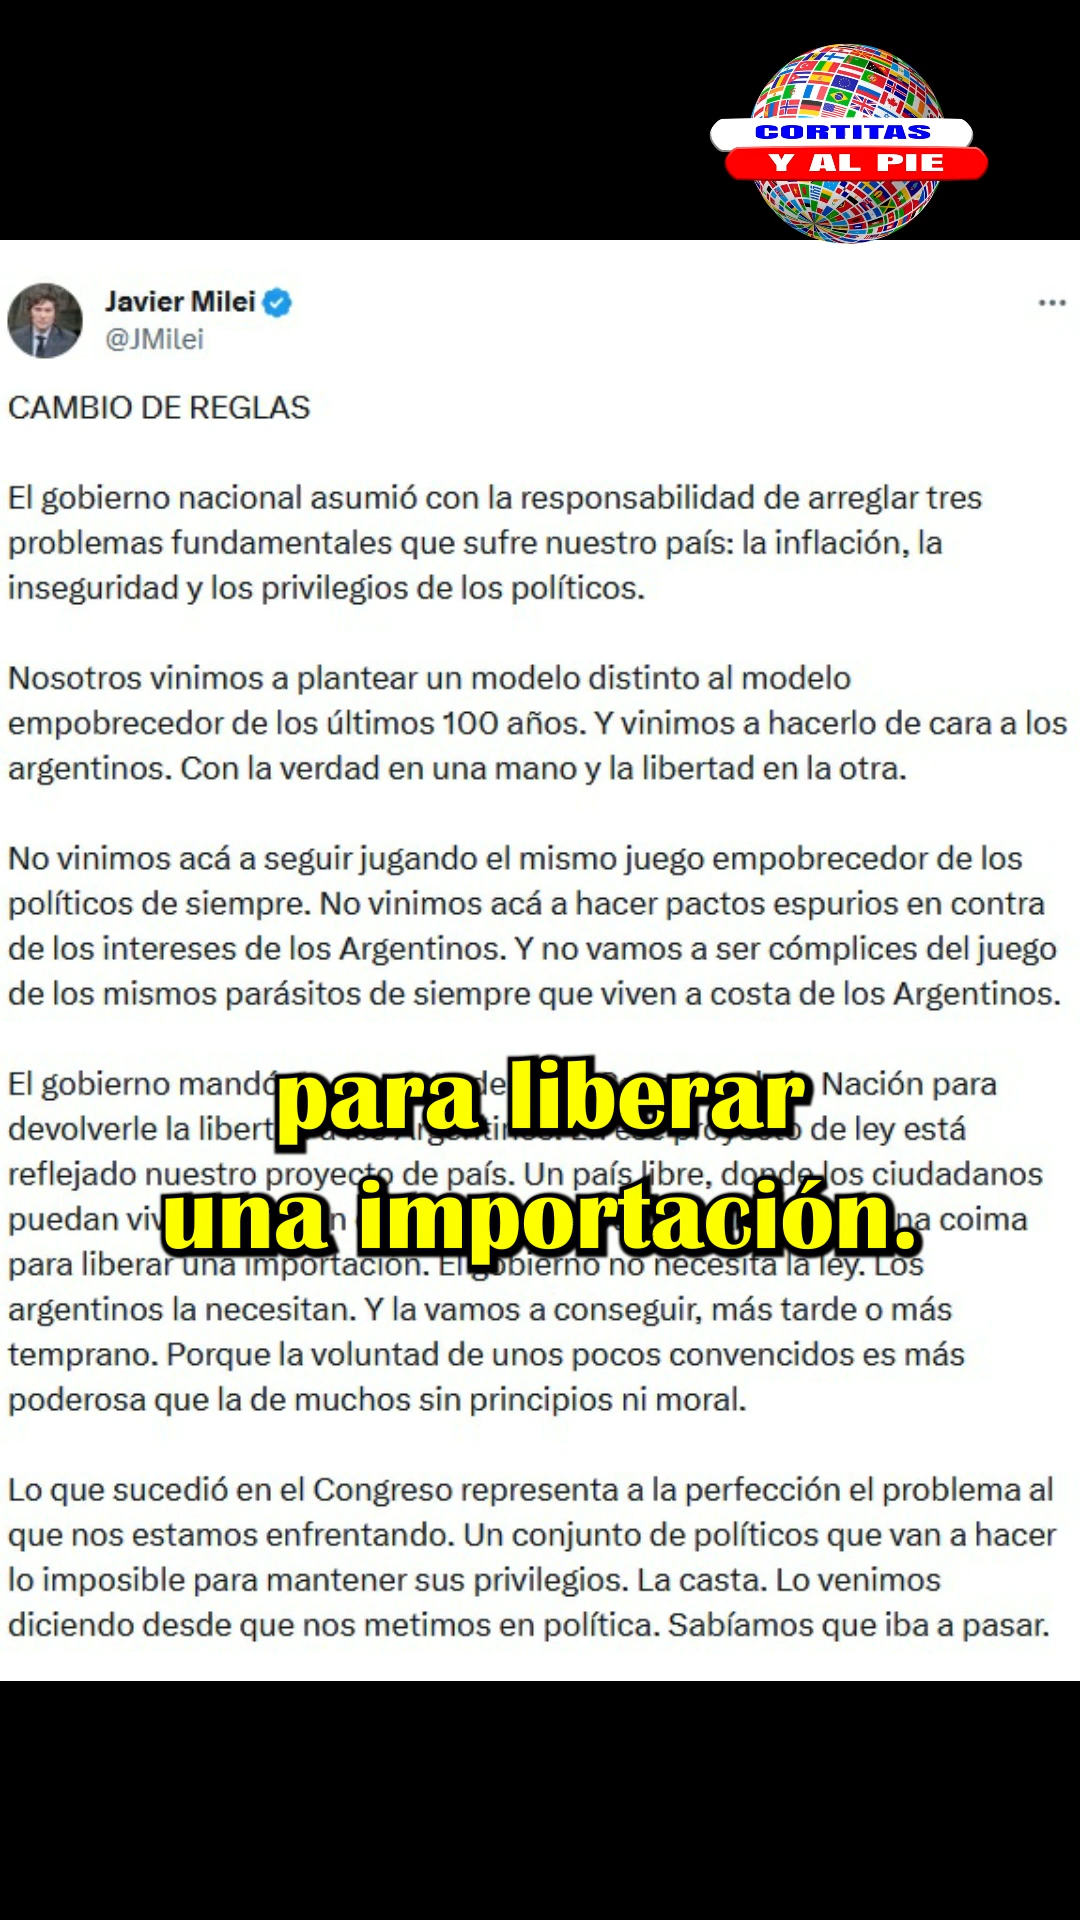 CORTITAS
Y AL PIE
Javier Milei
@JMilei
CAMBIO DE REGLAS
El gobierno nacional asumió con la responsabilidad de arreglar tres
problemas fundamentales que sufre nuestro país: la inflación, la
inseguridad y los privilegios de los políticos.
Nosotros vinimos a plantear un modelo distinto al modelo
empobrecedor de los últimos 100 años. Y vinimos a hacerlo de cara a los
argentinos. Con la verdad en una mano y la libertad en la otra.
No vinimos acá a seguir jugando el mismo juego empobrecedor de los
políticos de siempre. No vinimos acá a hacer pactos espurios en contra
de los intereses de los Argentinos. Y no vamos a ser cómplices del juego
de los mismos parásitos de siempre que viven a costa de los Argentinos.
El gobierno mandó Nación para
para liberar
devolverle la de ley está
reflejado nuestro proyecto de país. Un país libre, donde los ciudadanos
puedan coima
una importación.
para liberar una importación. El gobierno no necesita la ley. Los
argentinos la necesitan. Y la vamos a conseguir, más tarde o más
temprano. Porque la voluntad de unos pocos convencidos es más
poderosa que la de muchos sin principios ni moral.
Lo que sucedió en el Congreso representa a la perfección el problema al
que nos estamos enfrentando. Un conjunto de políticos que van a hacer
lo imposible para mantener sus privilegios. La casta. Lo venimos
diciendo desde que nos metimos en política. Sabíamos que iba a pasar.